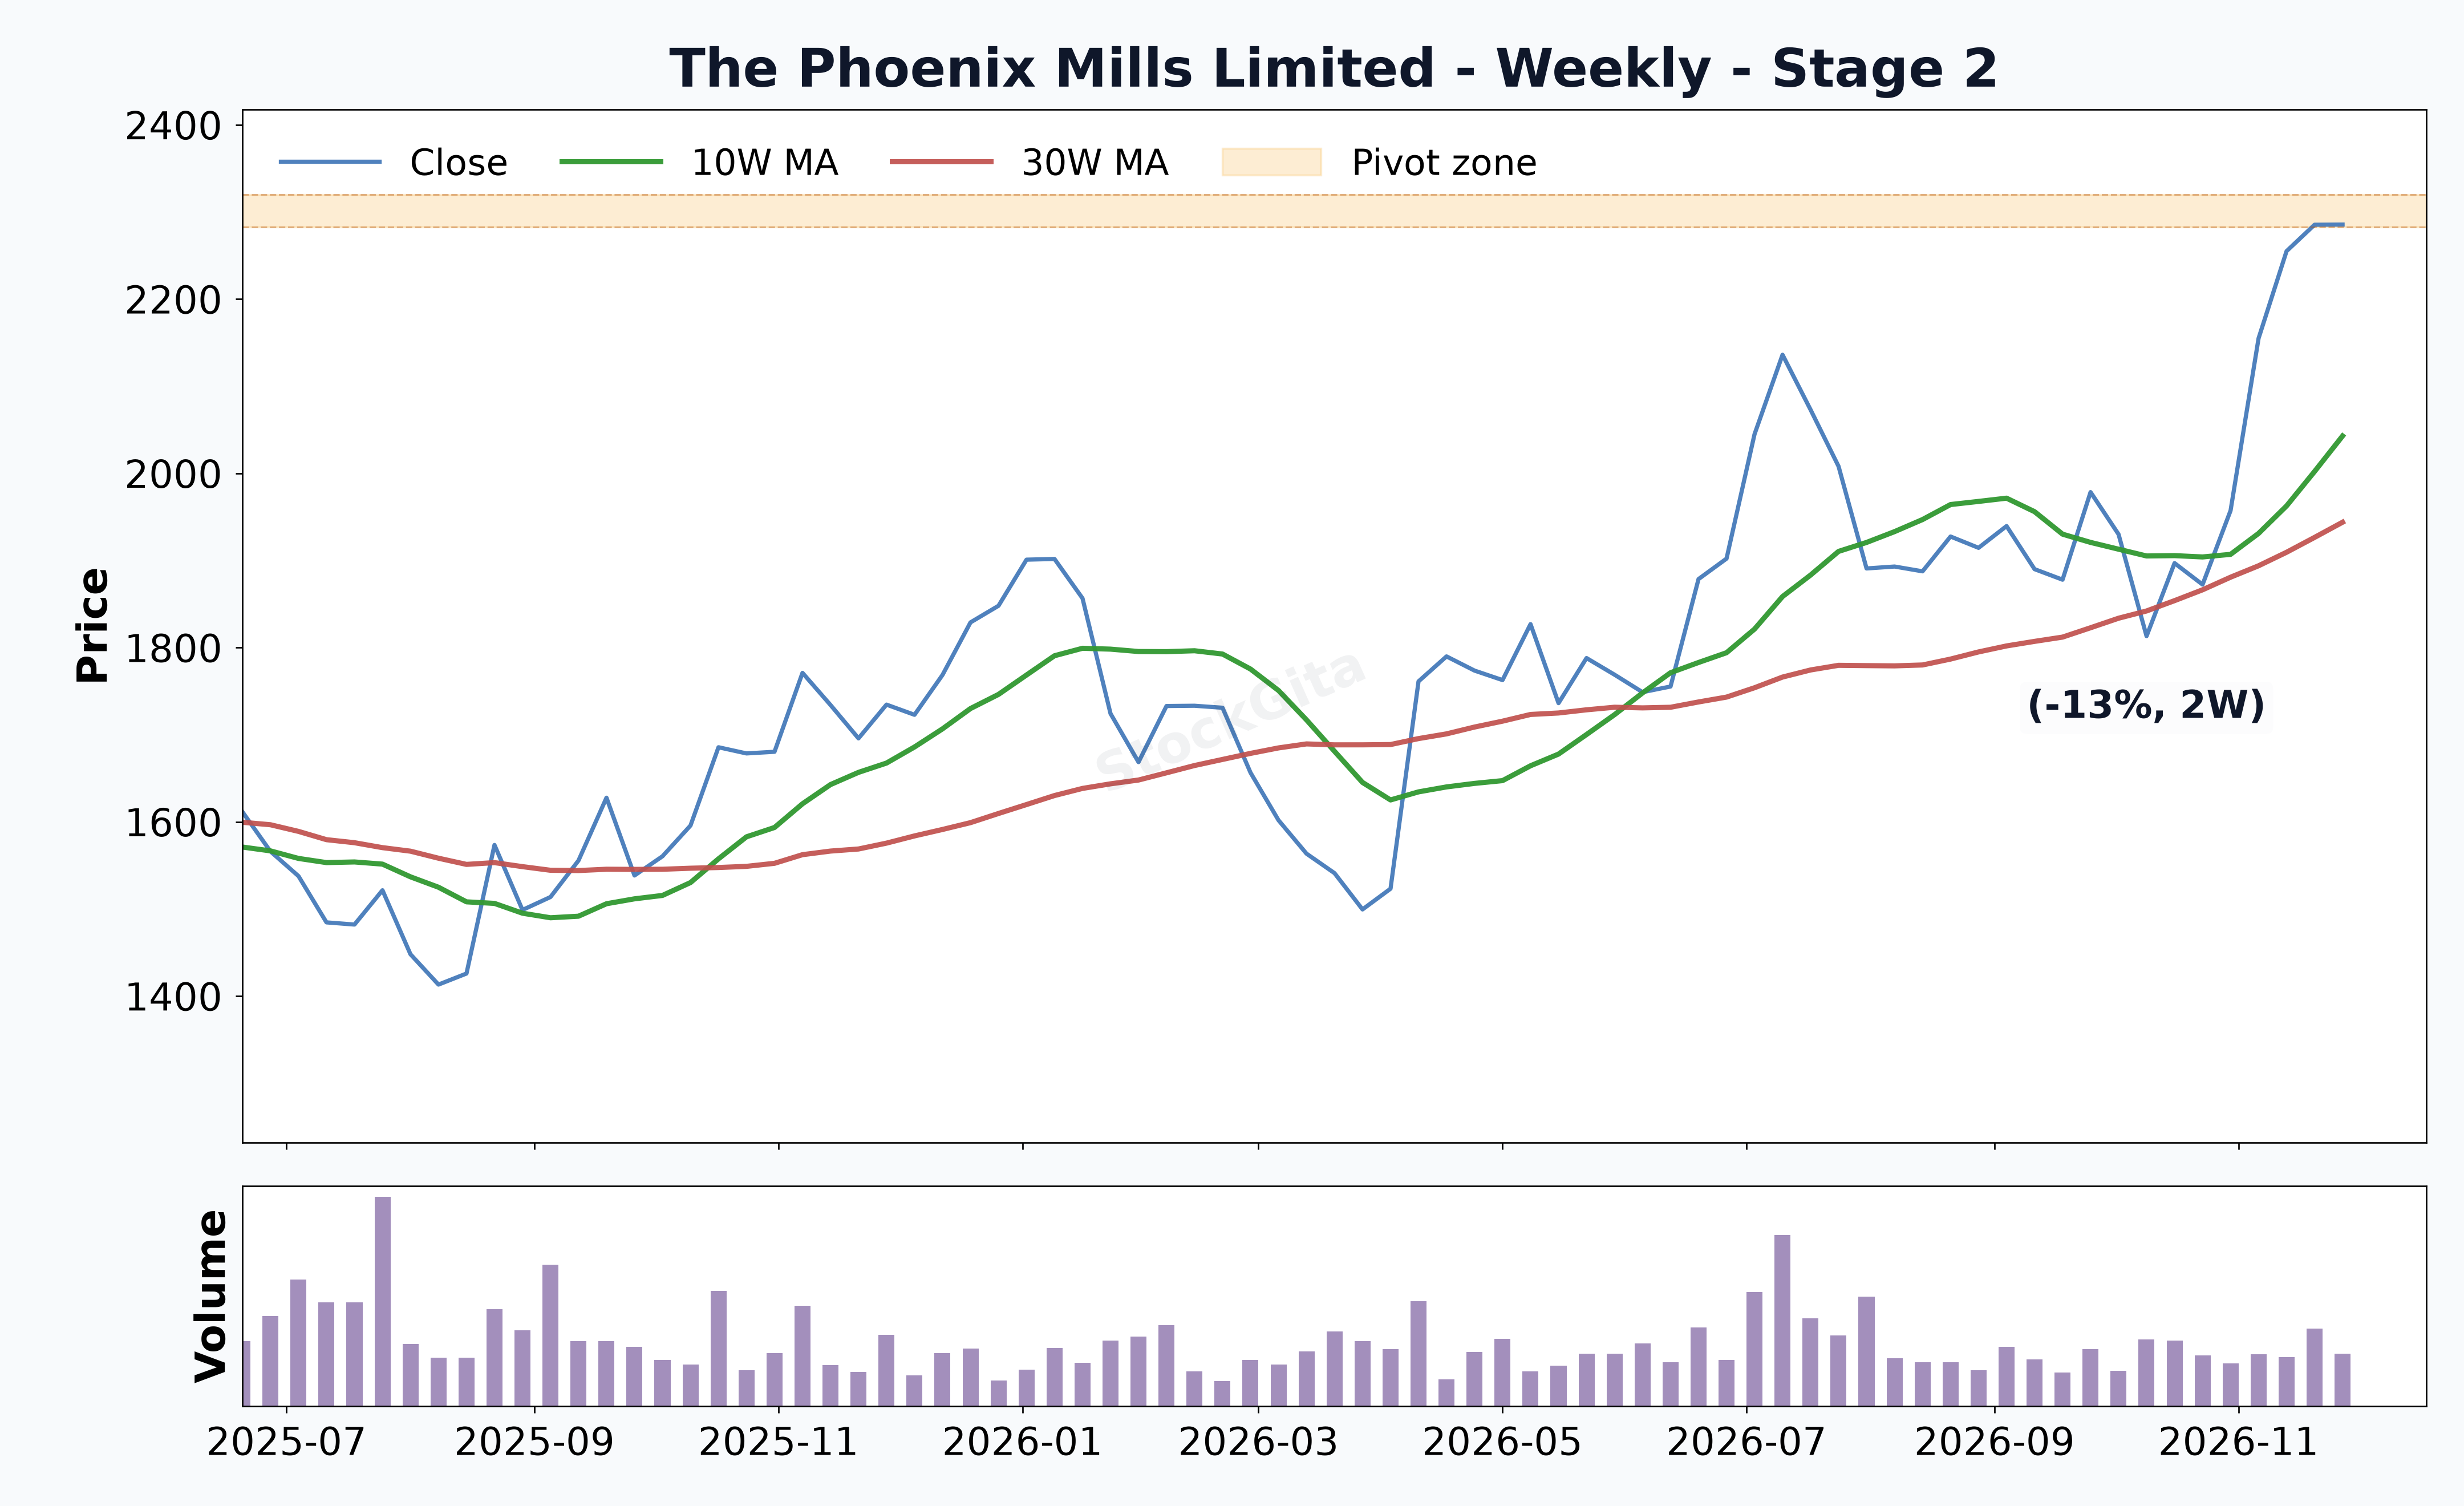 The Phoenix Mills Limited - Weekly - Stage 2
Close 10W MA 30W MA Pivot zone
2400
2200
2000
1800
1600
1400
Price
StockGita
(-13%, 2W)
Volume
2025-07 2025-09 2025-11 2026-01 2026-03 2026-05 2026-07 2026-09 2026-11